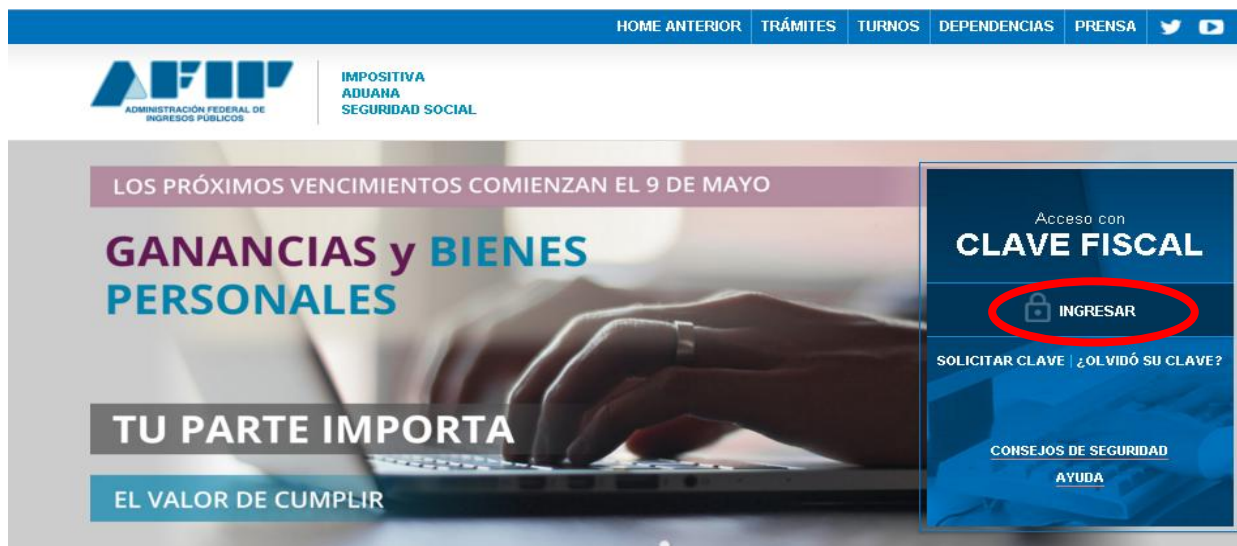 HOME ANTERIOR TRÁMITES TURNOS DEPENDENCIAS PRENSA
AFIP
ADMINISTRACIÓN FEDERAL DE
INGRESOS PÚBLICOS
IMPOSITIVA
ADUANA
SEGURIDAD SOCIAL
LOS PRÓXIMOS VENCIMIENTOS COMIENZAN EL 9 DE MAYO
GANANCIAS y BIENES
PERSONALES
TU PARTE IMPORTA
EL VALOR DE CUMPLIR
Acceso con
CLAVE FISCAL
INGRESAR
SOLICITAR CLAVE | ¿OLVIDÓ SU CLAVE?
CONSEJOS DE SEGURIDAD
AYUDA